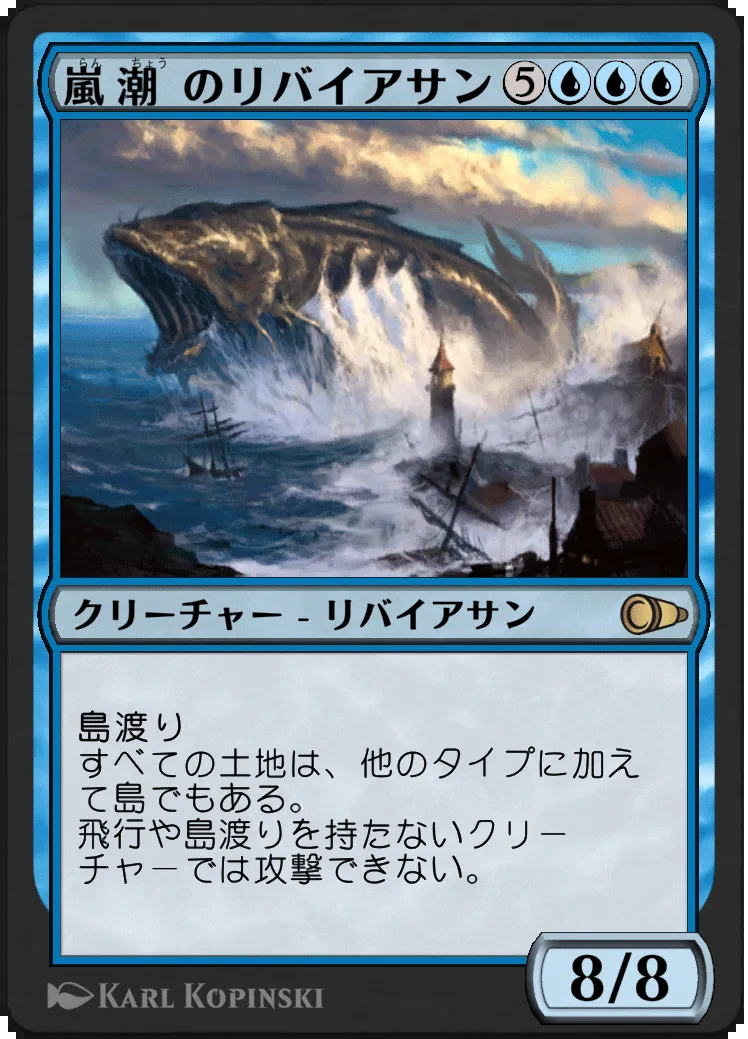 嵐潮のリバイアサン 5
らん ちょう
クリーチャー - リバイアサン
島渡り
すべての土地は、他のタイプに加え
て島でもある。
飛行や島渡りを持たないクリー
チャーでは攻撃できない。
8/8
KARL KOPINSKI